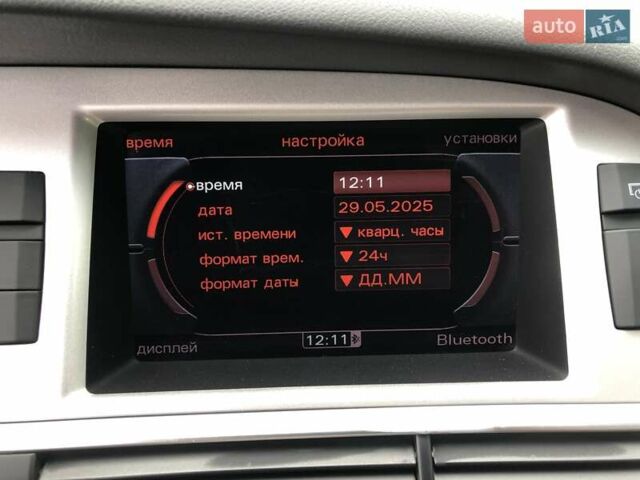 auto RIA.com
время настройка установки
время 12:11
дата 29.05.2025
ист. времени ▼ кварц. часы
формат врем. ▼ 24ч
формат даты ▼ ДД.ММ
дисплей 12:11 Bluetooth